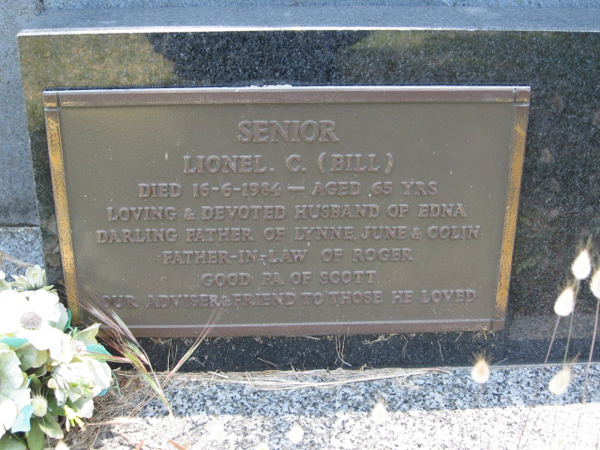 SENIOR
LIONEL. C. (BILL)
DIED 16-6-1984 — AGED 65 YRS
LOVING & DEVOTED HUSBAND OF EDNA
DARLING FATHER OF LYNNE, JUNE & COLIN
FATHER-IN-LAW OF ROGER
GOOD PA OF SCOTT
OUR ADVISER & FRIEND TO THOSE HE LOVED